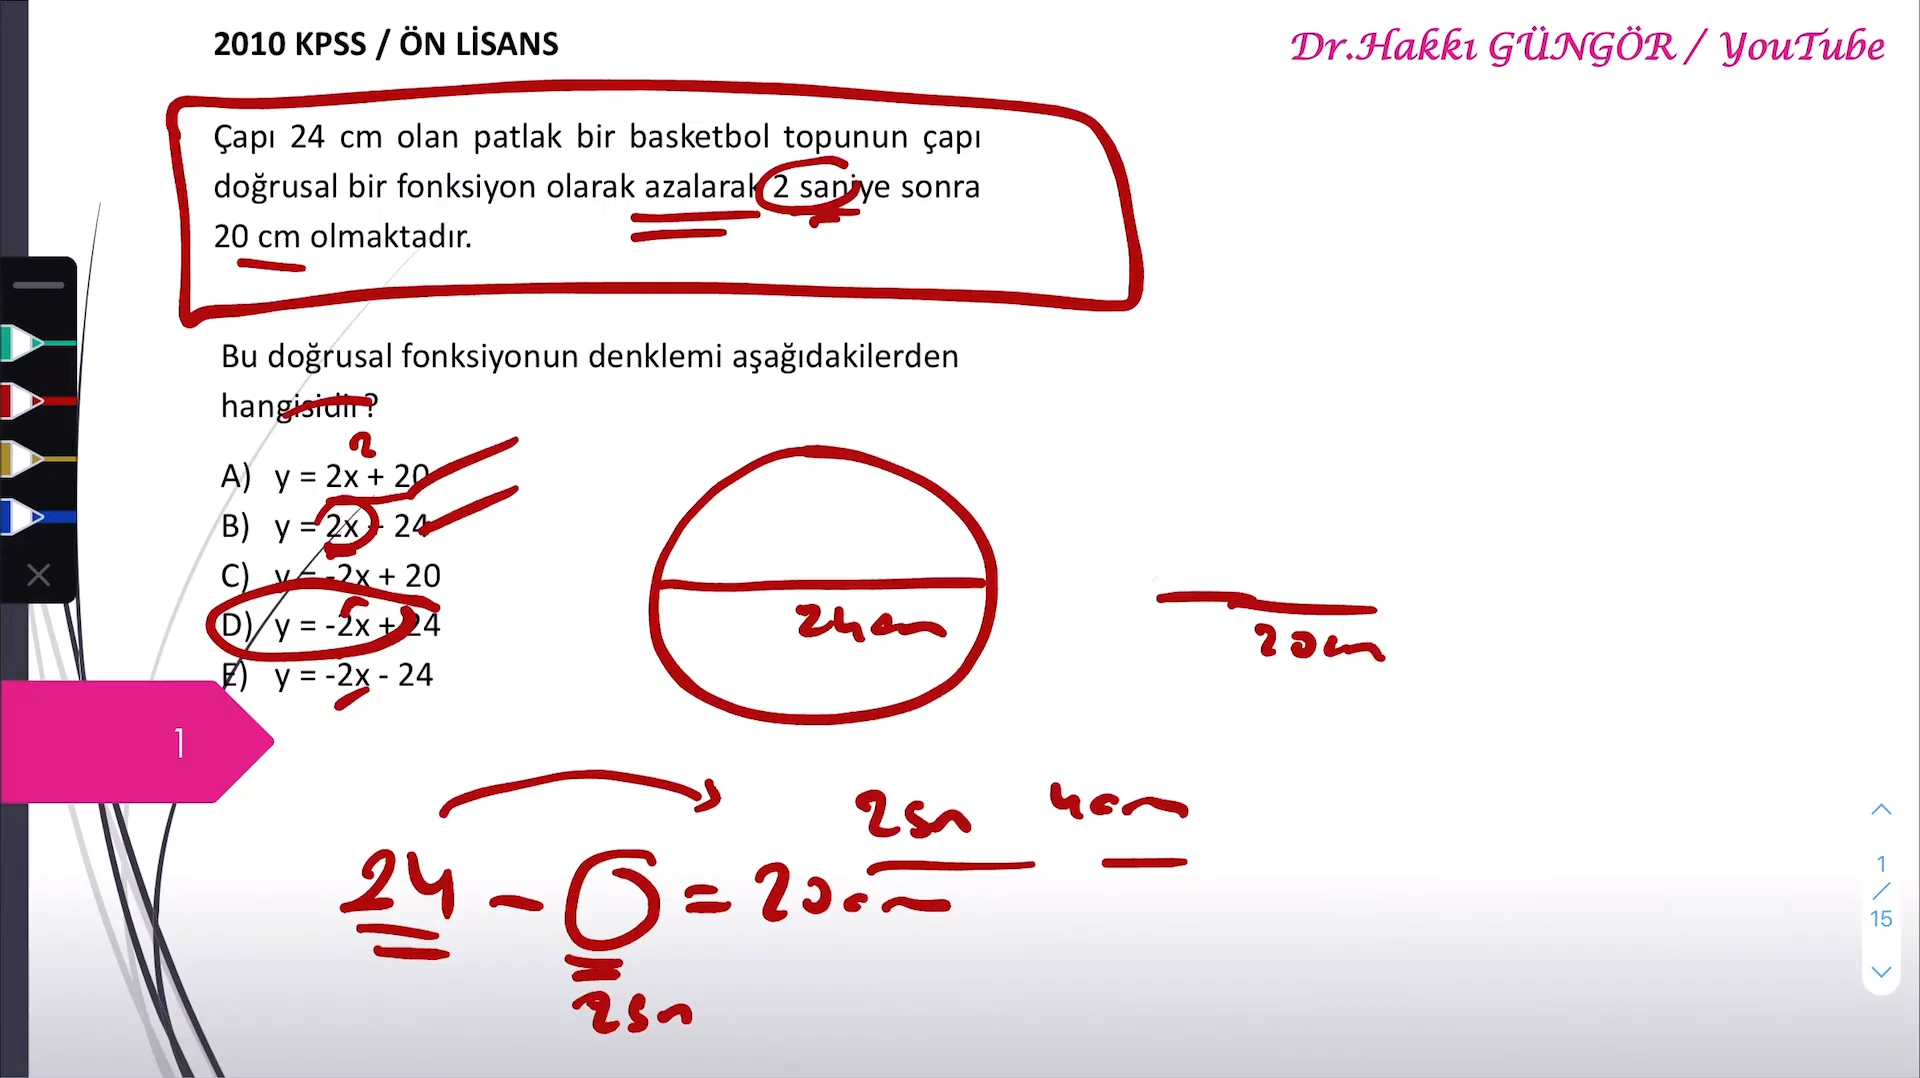 2010 KPSS / ÖN LİSANS
Dr.Hakkı GÜNGÖR / YouTube
Çapı 24 cm olan patlak bir basketbol topunun çapı
doğrusal bir fonksiyon olarak azalarak 2 saniye sonra
20 cm olmaktadır.
Bu doğrusal fonksiyonun denklemi aşağıdakilerden
hangisidir?
2
A) y = 2x + 20
B) y = 2x - 24
C) y = -2x + 20
D) y = -2x + 24
E) y = -2x - 24
24cm
20cm
1
2sn 4cm
24 - = 20cm
2sn
1
/
15